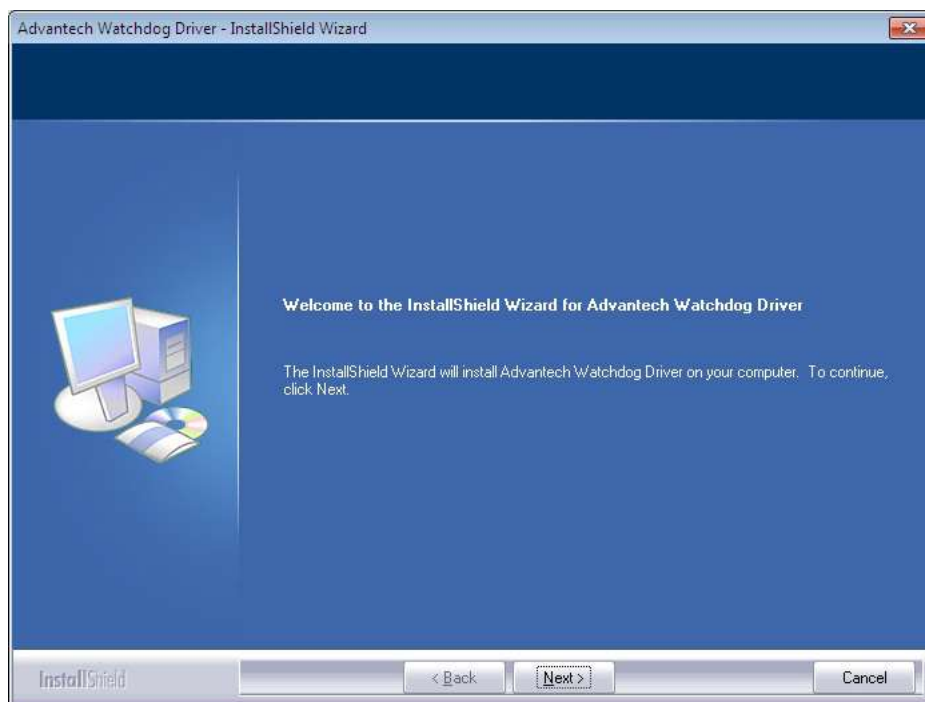 Advantech Watchdog Driver - InstallShield Wizard
Welcome to the InstallShield Wizard for Advantech Watchdog Driver
The InstallShield Wizard will install Advantech Watchdog Driver on your computer. To continue,
click Next.
InstallShield
< Back
Next >
Cancel